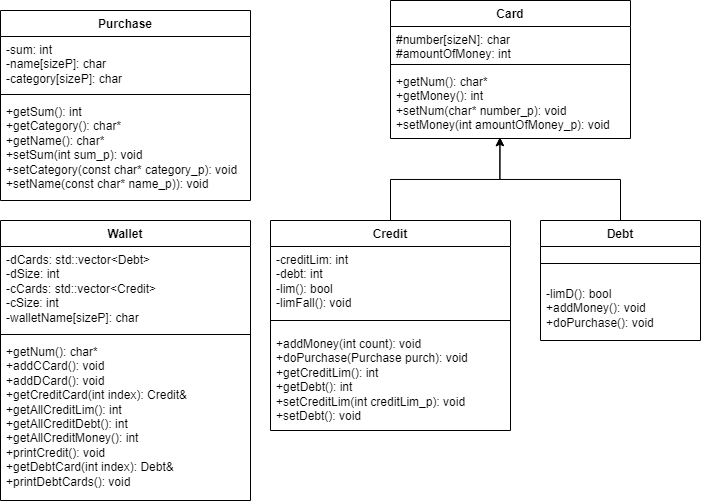 Purchase
-sum: int
-name[sizeP]: char
-category[sizeP]: char
+getSum(): int
+getCategory(): char*
+getName(): char*
+setSum(int sum_p): void
+setCategory(const char* category_p): void
+setName(const char* name_p)): void
Card
#number[sizeN]: char
#amountOfMoney: int
+getNum(): char*
+getMoney(): int
+setNum(char* number_p): void
+setMoney(int amountOfMoney_p): void
Wallet
-dCards: std::vector<Debt>
-dSize: int
-cCards: std::vector<Credit>
-cSize: int
-walletName[sizeP]: char
+getNum(): char*
+addCCard(): void
+addDCard(): void
+getCreditCard(int index): Credit&
+getAllCreditLim(): int
+getAllCreditDebt(): int
+getAllCreditMoney(): int
+printCredit(): void
+getDebtCard(int index): Debt&
+printDebtCards(): void
Credit
-creditLim: int
-debt: int
-lim(): bool
-limFall(): void
+addMoney(int count): void
+doPurchase(Purchase purch): void
+getCreditLim(): int
+getDebt(): int
+setCreditLim(int creditLim_p): void
+setDebt(): void
Debt
-limD(): bool
+addMoney(): void
+doPurchase(): void